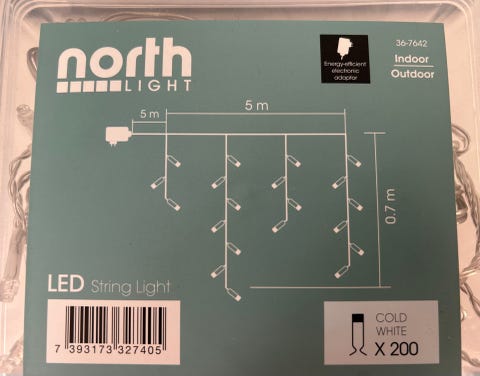 north
LIGHT
Energy-efficient
electronic
adaptor
36-7642
Indoor
Outdoor
5 m
5 m
0.7 m
LED String Light
7 393173 327405
COLD
WHITE
X 200